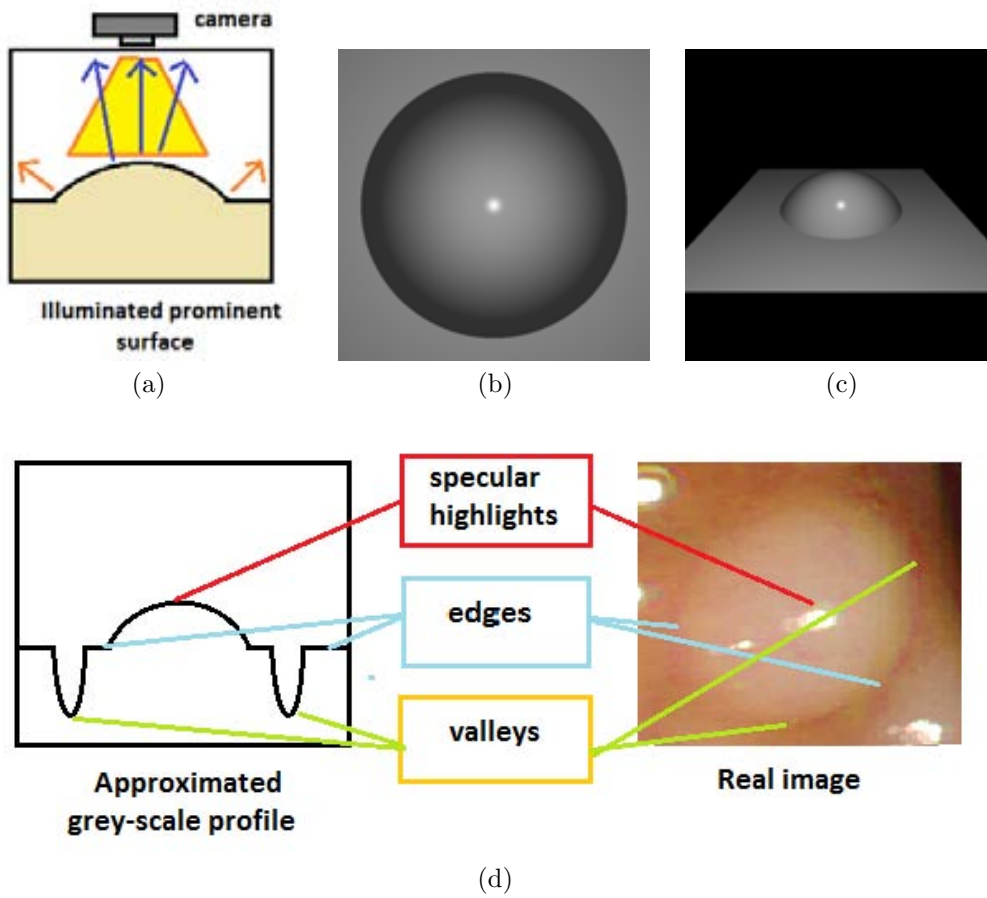 camera
Illuminated prominent
surface
(a)
(b)
(c)
specular
highlights
edges
valleys
Approximated
grey-scale profile
Real image
(d)